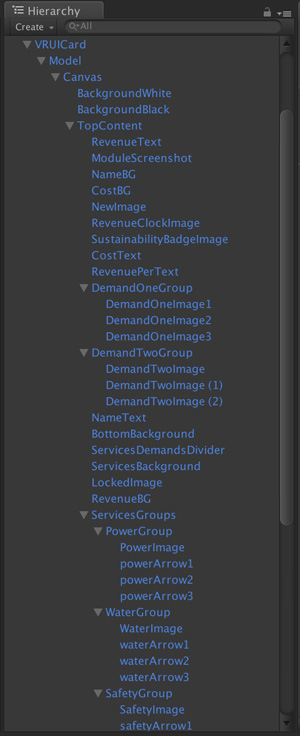 Hierarchy
Create
All
VRUICard
Model
Canvas
BackgroundWhite
BackgroundBlack
TopContent
RevenueText
ModuleScreenshot
NameBG
CostBG
NewImage
RevenueClockImage
SustainabilityBadgeImage
CostText
RevenuePerText
DemandOneGroup
DemandOneImage1
DemandOneImage2
DemandOneImage3
DemandTwoGroup
DemandTwoImage
DemandTwoImage (1)
DemandTwoImage (2)
NameText
BottomBackground
ServicesDemandsDivider
ServicesBackground
LockedImage
RevenueBG
ServicesGroups
PowerGroup
PowerImage
powerArrow1
powerArrow2
powerArrow3
WaterGroup
WaterImage
waterArrow1
waterArrow2
waterArrow3
SafetyGroup
SafetyImage
safetyArrow1